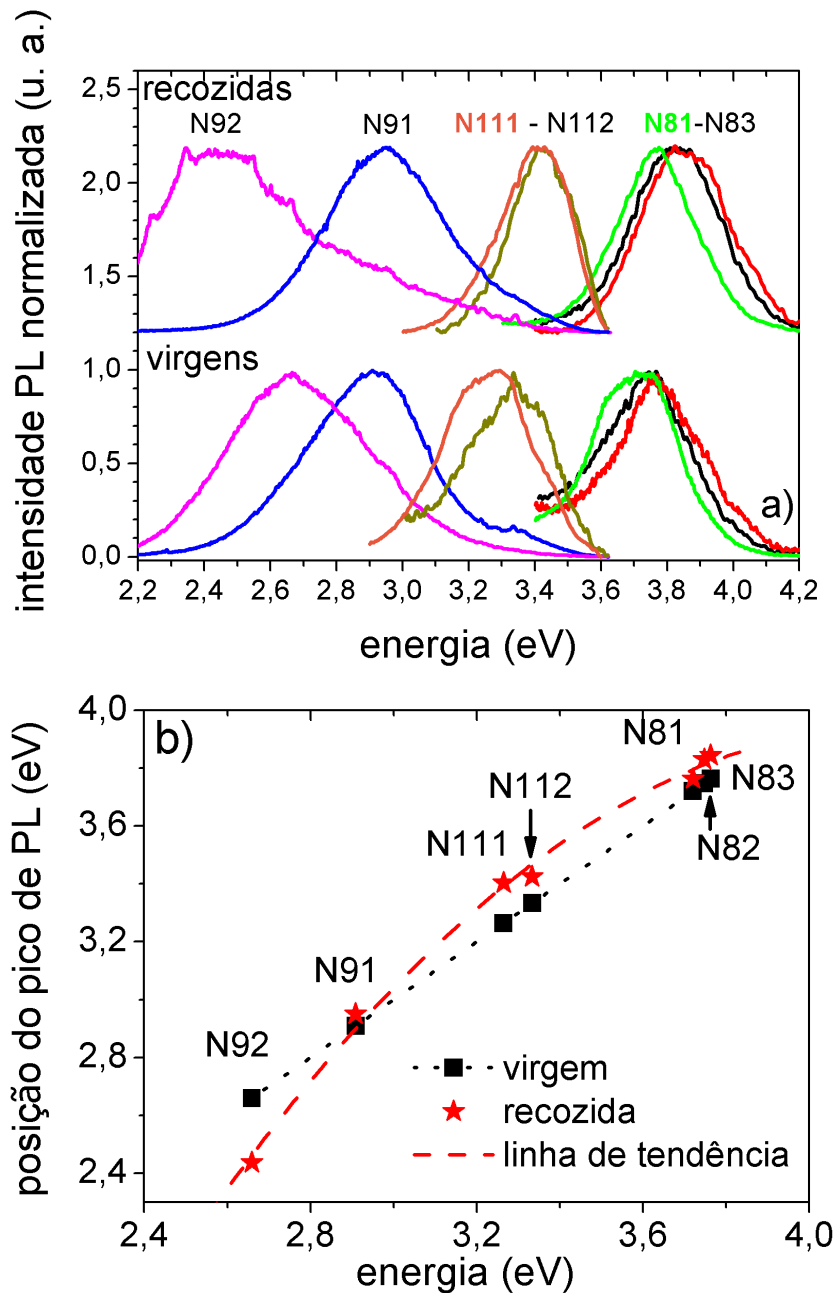 intensidade PL normalizada (u. a.)
2,5
2,0
1,5
1,0
0,5
0,0
recozidas
N92
N91
N111 - N112
N81-N83
virgens
a)
2,2 2,4 2,6 2,8 3,0 3,2 3,4 3,6 3,8 4,0 4,2
energia (eV)
posição do pico de PL (eV)
4,0
3,6
3,2
2,8
2,4
b)
N81
N83
N82
N112
N111
N91
N92
virgem
recozida
linha de tendência
2,4 2,8 3,2 3,6 4,0
energia (eV)